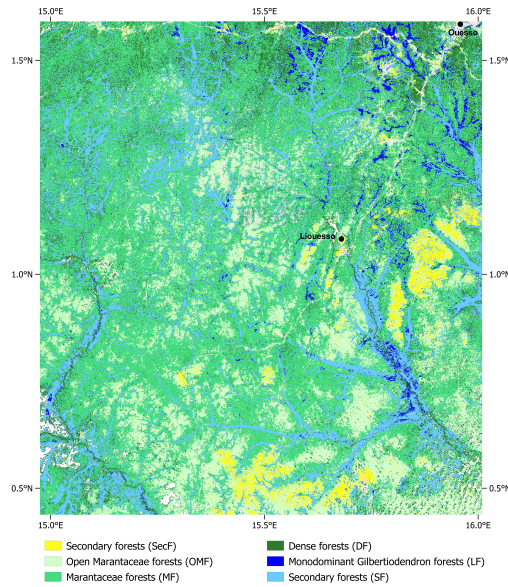 15.0°E 15.5°E 16.0°E
Ouesso
1.5°N 1.5°N
Liouesso
1.0°N 1.0°N
0.5°N 0.5°N
15.0°E 15.5°E 16.0°E
Secondary forests (SecF) Dense forests (DF)
Open Marantaceae forests (OMF) Monodominant Gilbertiodendron forests (LF)
Marantaceae forests (MF) Secondary forests (SF)